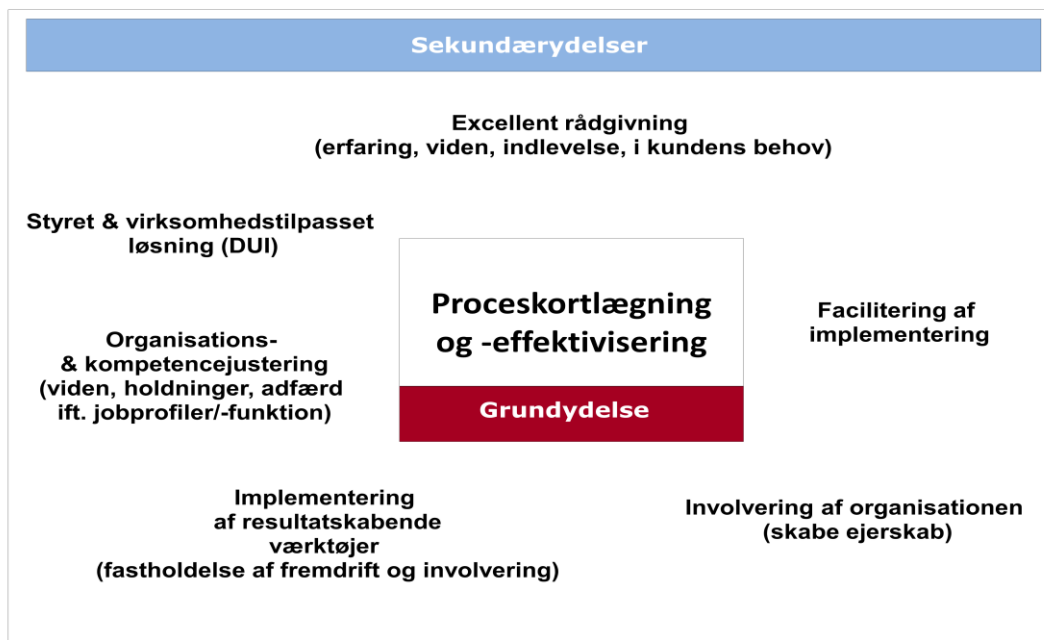 Sekundærydelser
Excellent rådgivning
(erfaring, viden, indlevelse, i kundens behov)
Styret & virksomhedstilpasset
løsning (DUI)
Proceskortlægning
og -effektivisering
Grundydelse
Facilitering af
implementering
Organisations-
& kompetencejustering
(viden, holdninger, adfærd
ift. jobprofiler/-funktion)
Implementering
af resultatskabende
værktøjer
(fastholdelse af fremdrift og involvering)
Involvering af organisationen
(skabe ejerskab)